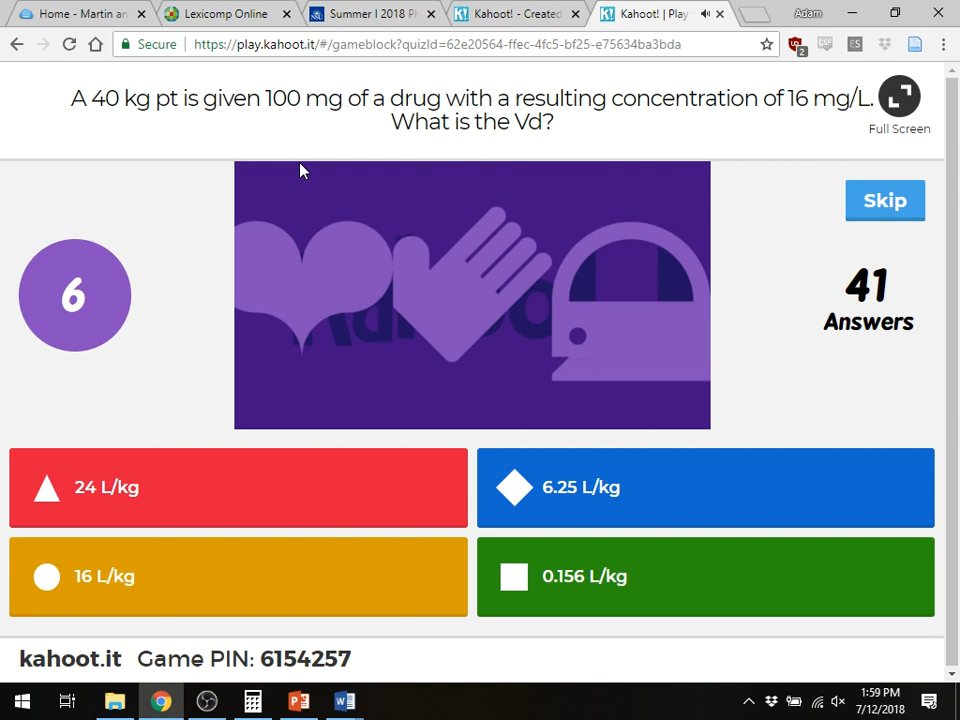 Home - Martin an
Lexicomp Online
Summer I 2018 Ph
Kahoot! - Created
Kahoot! | Play
Adam
Secure
https://play.kahoot.it/#/gameblock?quizId=62e20564-ffec-4fc5-bf25-e75634ba3bda
2
ES
A 40 kg pt is given 100 mg of a drug with a resulting concentration of 16 mg/L.
What is the Vd?
Full Screen
Skip
6
41
Answers
24 L/kg
6.25 L/kg
16 L/kg
0.156 L/kg
kahoot.it Game PIN: 6154257
1:59 PM
7/12/2018